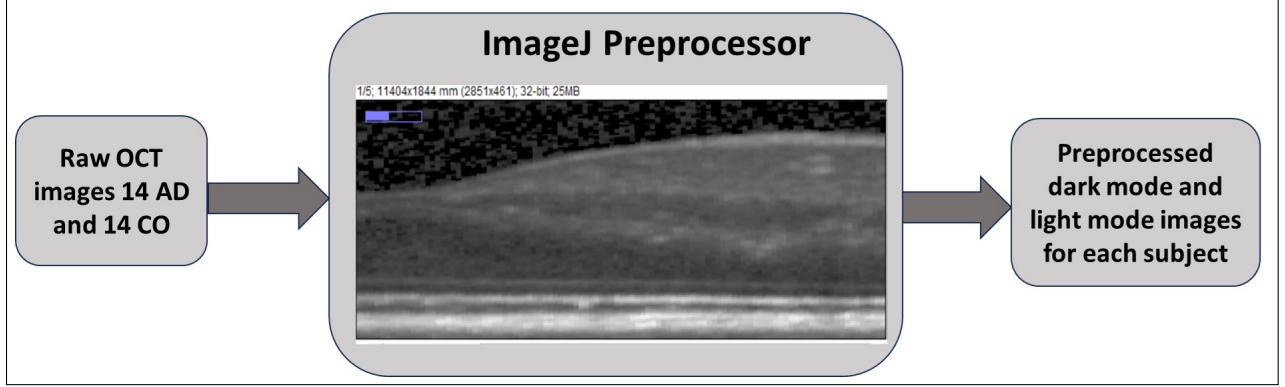 ImageJ Preprocessor
1/5; 11404x1844 mm (2851x461); 32-bit; 25MB
Raw OCT
images 14 AD
and 14 CO
Preprocessed
dark mode and
light mode images
for each subject